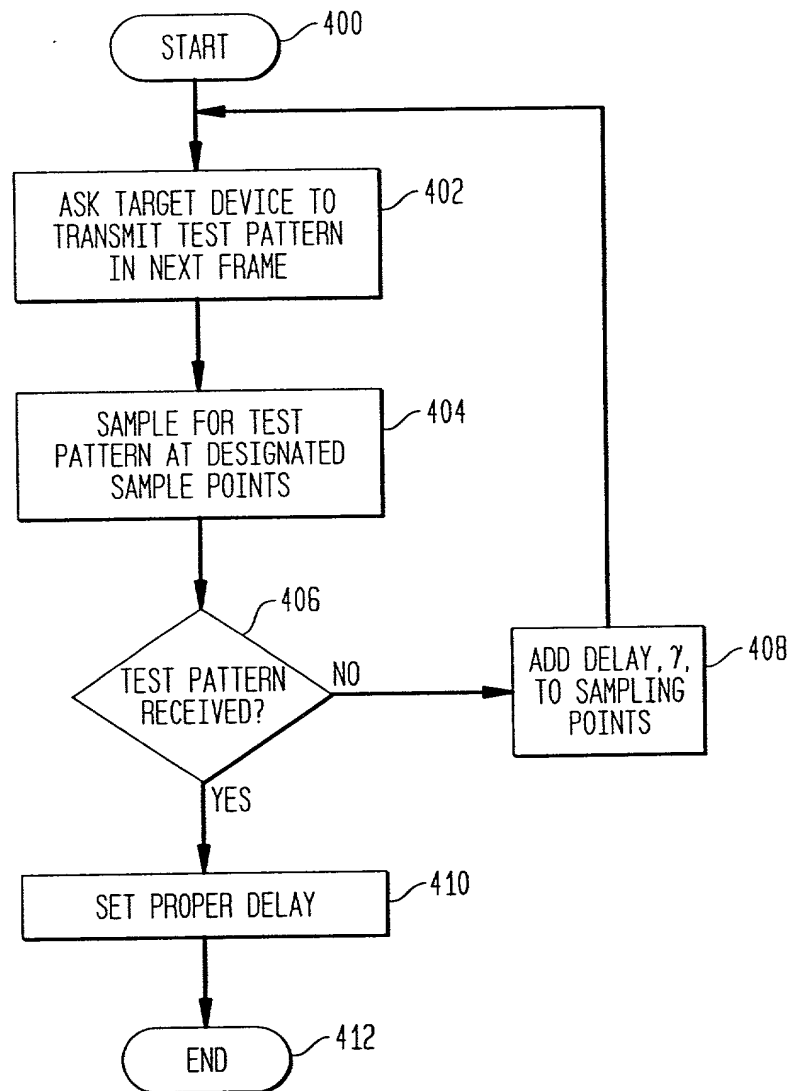 START
400
ASK TARGET DEVICE TO
TRANSMIT TEST PATTERN
IN NEXT FRAME
402
SAMPLE FOR TEST
PATTERN AT DESIGNATED
SAMPLE POINTS
404
406
TEST PATTERN
RECEIVED?
NO
YES
ADD DELAY, γ,
TO SAMPLING
POINTS
408
SET PROPER DELAY
410
END
412